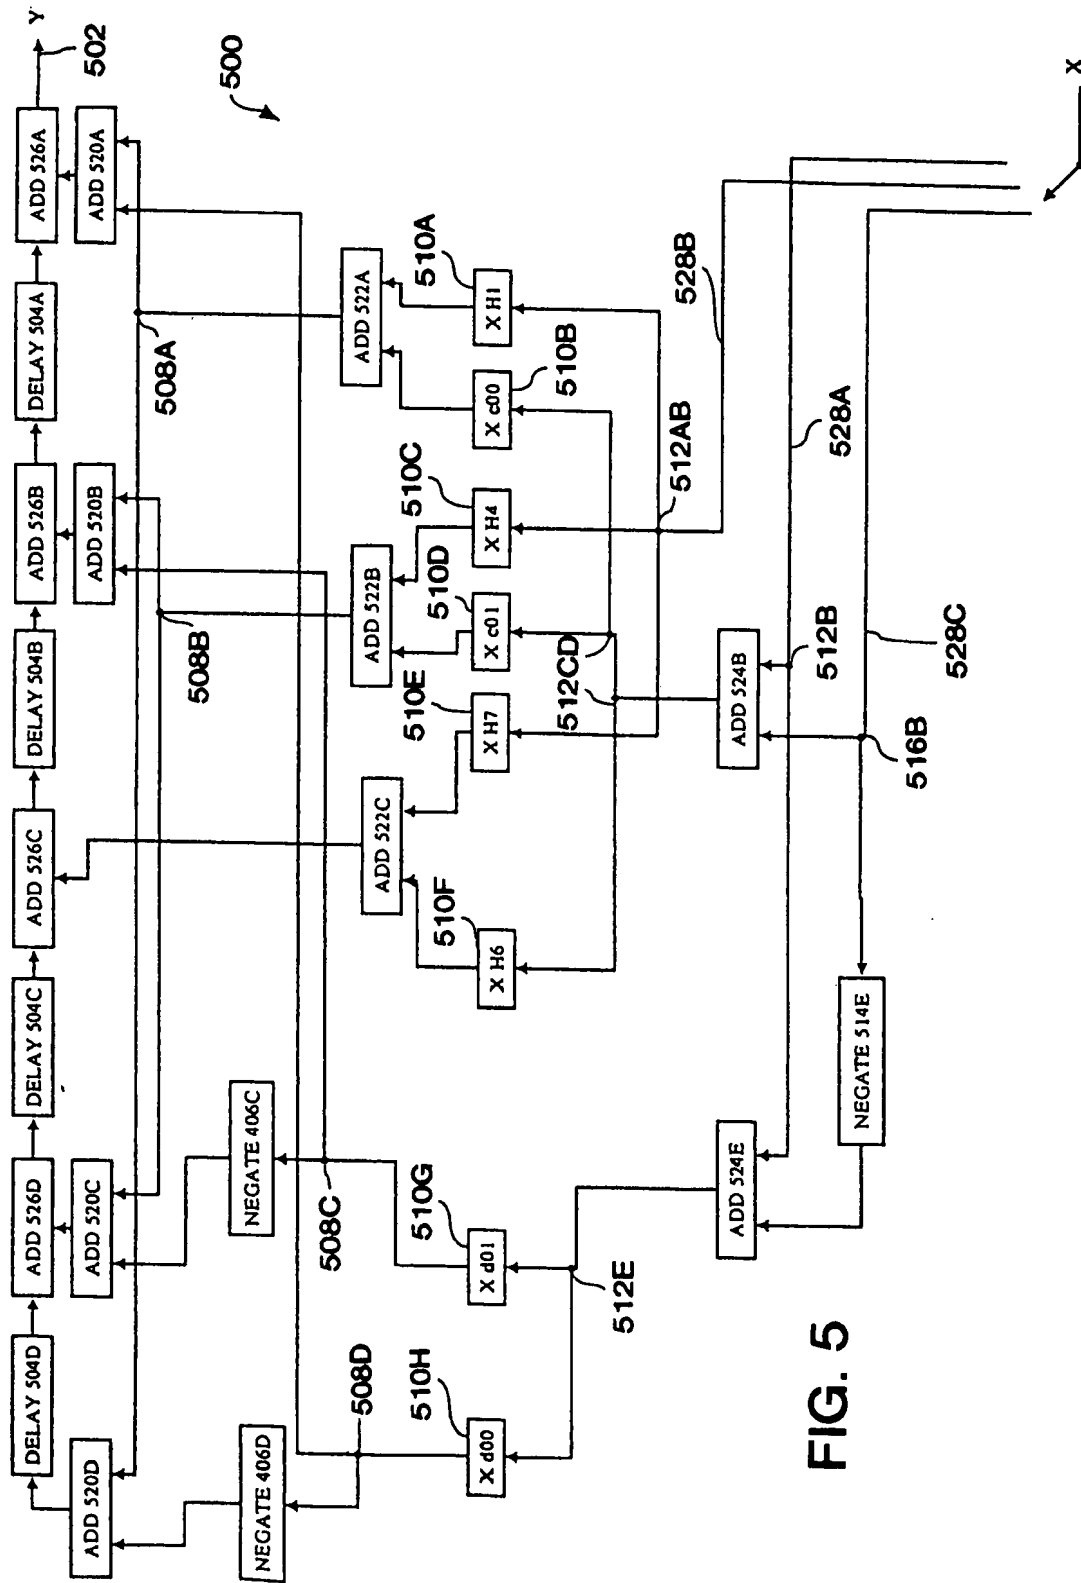 DELAY 504D
ADD 526D
DELAY 504C
ADD 526C
DELAY 504B
ADD 526B
DELAY 504A
ADD 526A
Y
ADD 520D
ADD 520C
ADD 520B
ADD 520A
502
508B
508A
500
NEGATE 406D
NEGATE 406C
508D
508C
ADD 522C
ADD 522B
ADD 522A
510H
510G
510F
510E
510D
510C
510B
510A
X d00
X d01
X H6
X H7
X c01
X H4
X c00
X H1
512E
512CD
512AB
528B
ADD 524E
ADD 524B
512B
528A
FIG. 5
NEGATE 514E
516B
528C
X